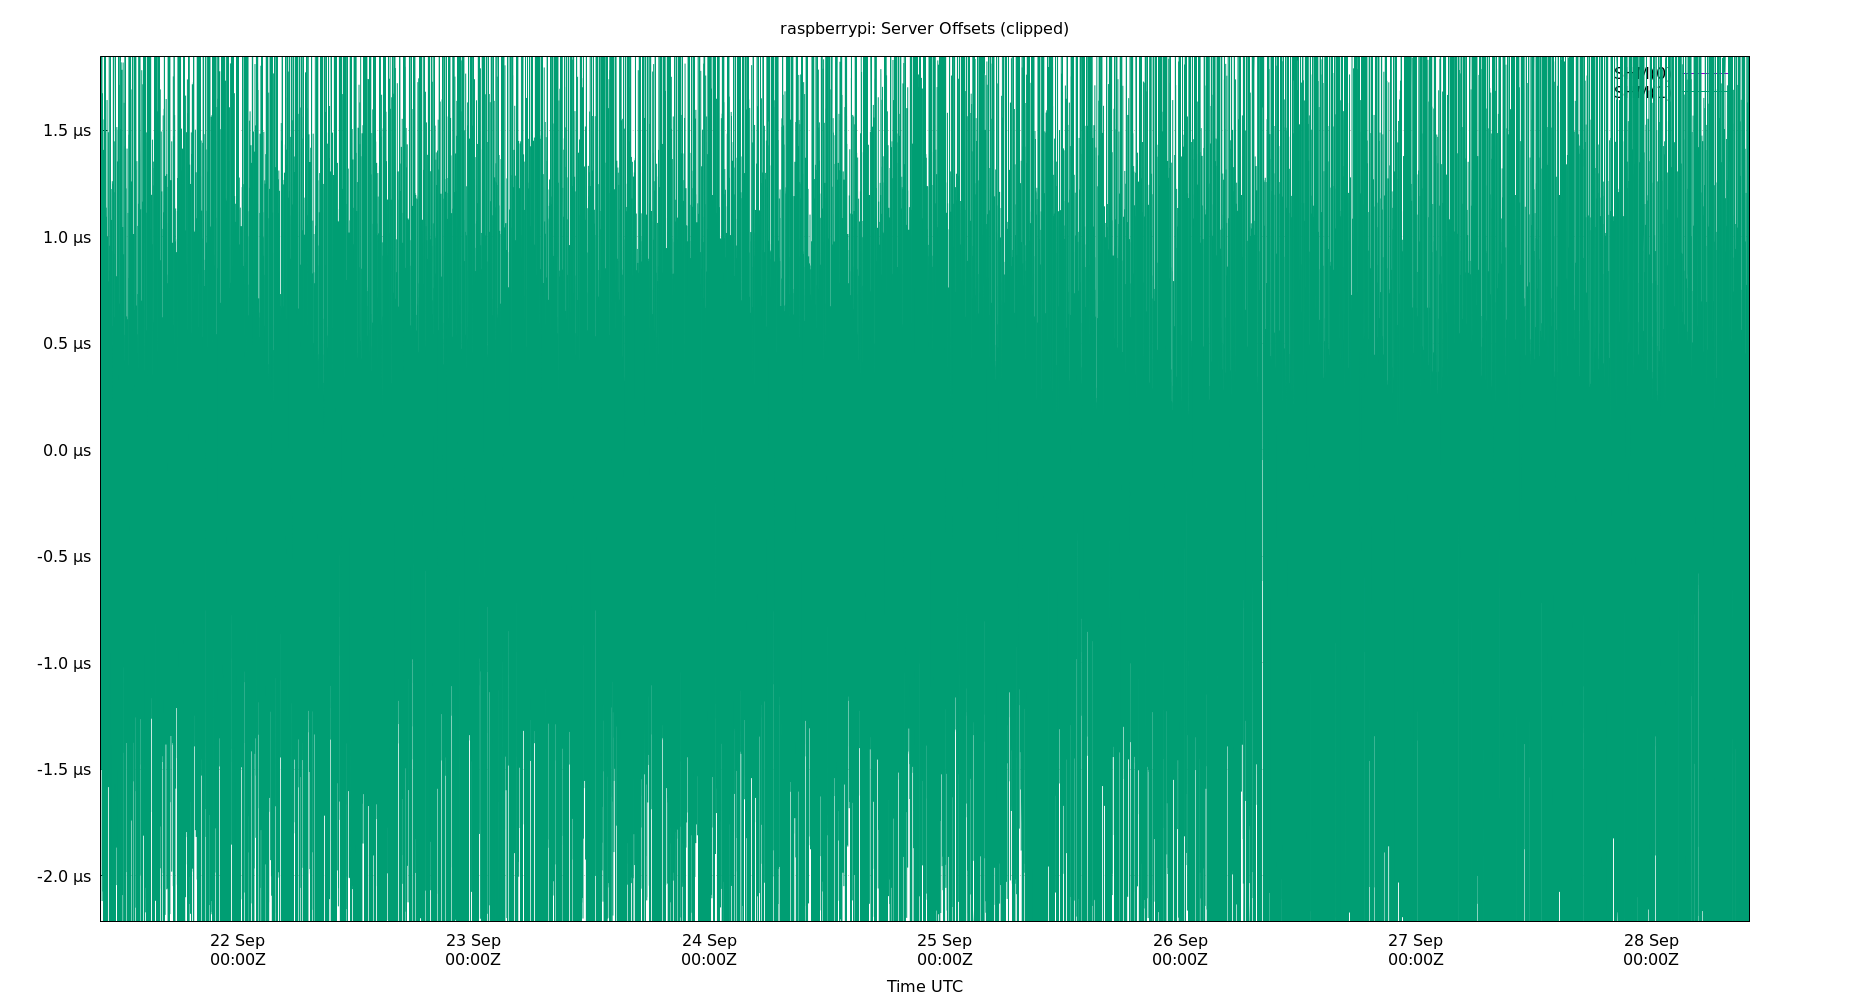 raspberrypi: Server Offsets (clipped)
1.5 µs
1.0 µs
0.5 µs
0.0 µs
-0.5 µs
-1.0 µs
-1.5 µs
-2.0 µs
22 Sep 23 Sep 24 Sep 25 Sep 26 Sep 27 Sep 28 Sep
00:00Z 00:00Z 00:00Z 00:00Z 00:00Z 00:00Z 00:00Z
Time UTC